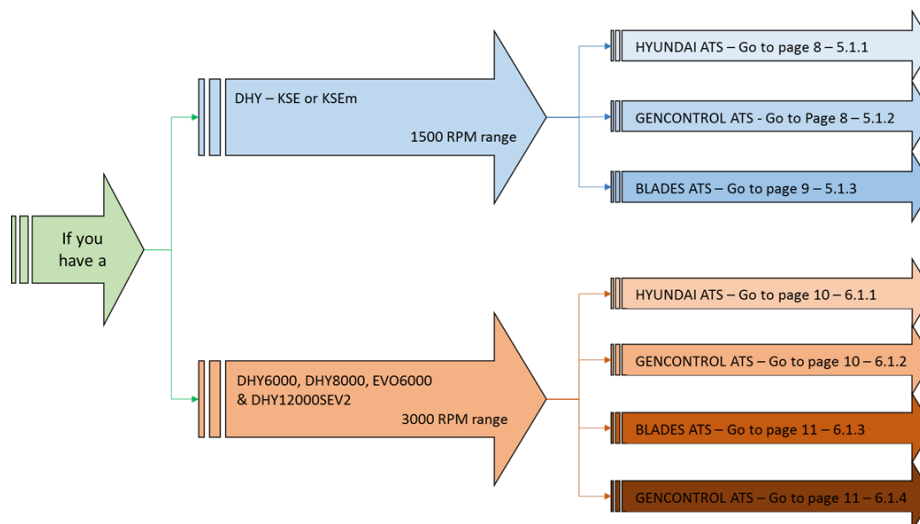 If you
have a
DHY – KSE or KSEm
1500 RPM range
HYUNDAI ATS – Go to page 8 – 5.1.1
GENCONTROL ATS - Go to Page 8 – 5.1.2
BLADES ATS – Go to page 9 – 5.1.3
DHY6000, DHY8000, EVO6000
& DHY12000SEV2
3000 RPM range
HYUNDAI ATS – Go to page 10 – 6.1.1
GENCONTROL ATS – Go to page 10 – 6.1.2
BLADES ATS – Go to page 11 – 6.1.3
GENCONTROL ATS – Go to page 11 – 6.1.4